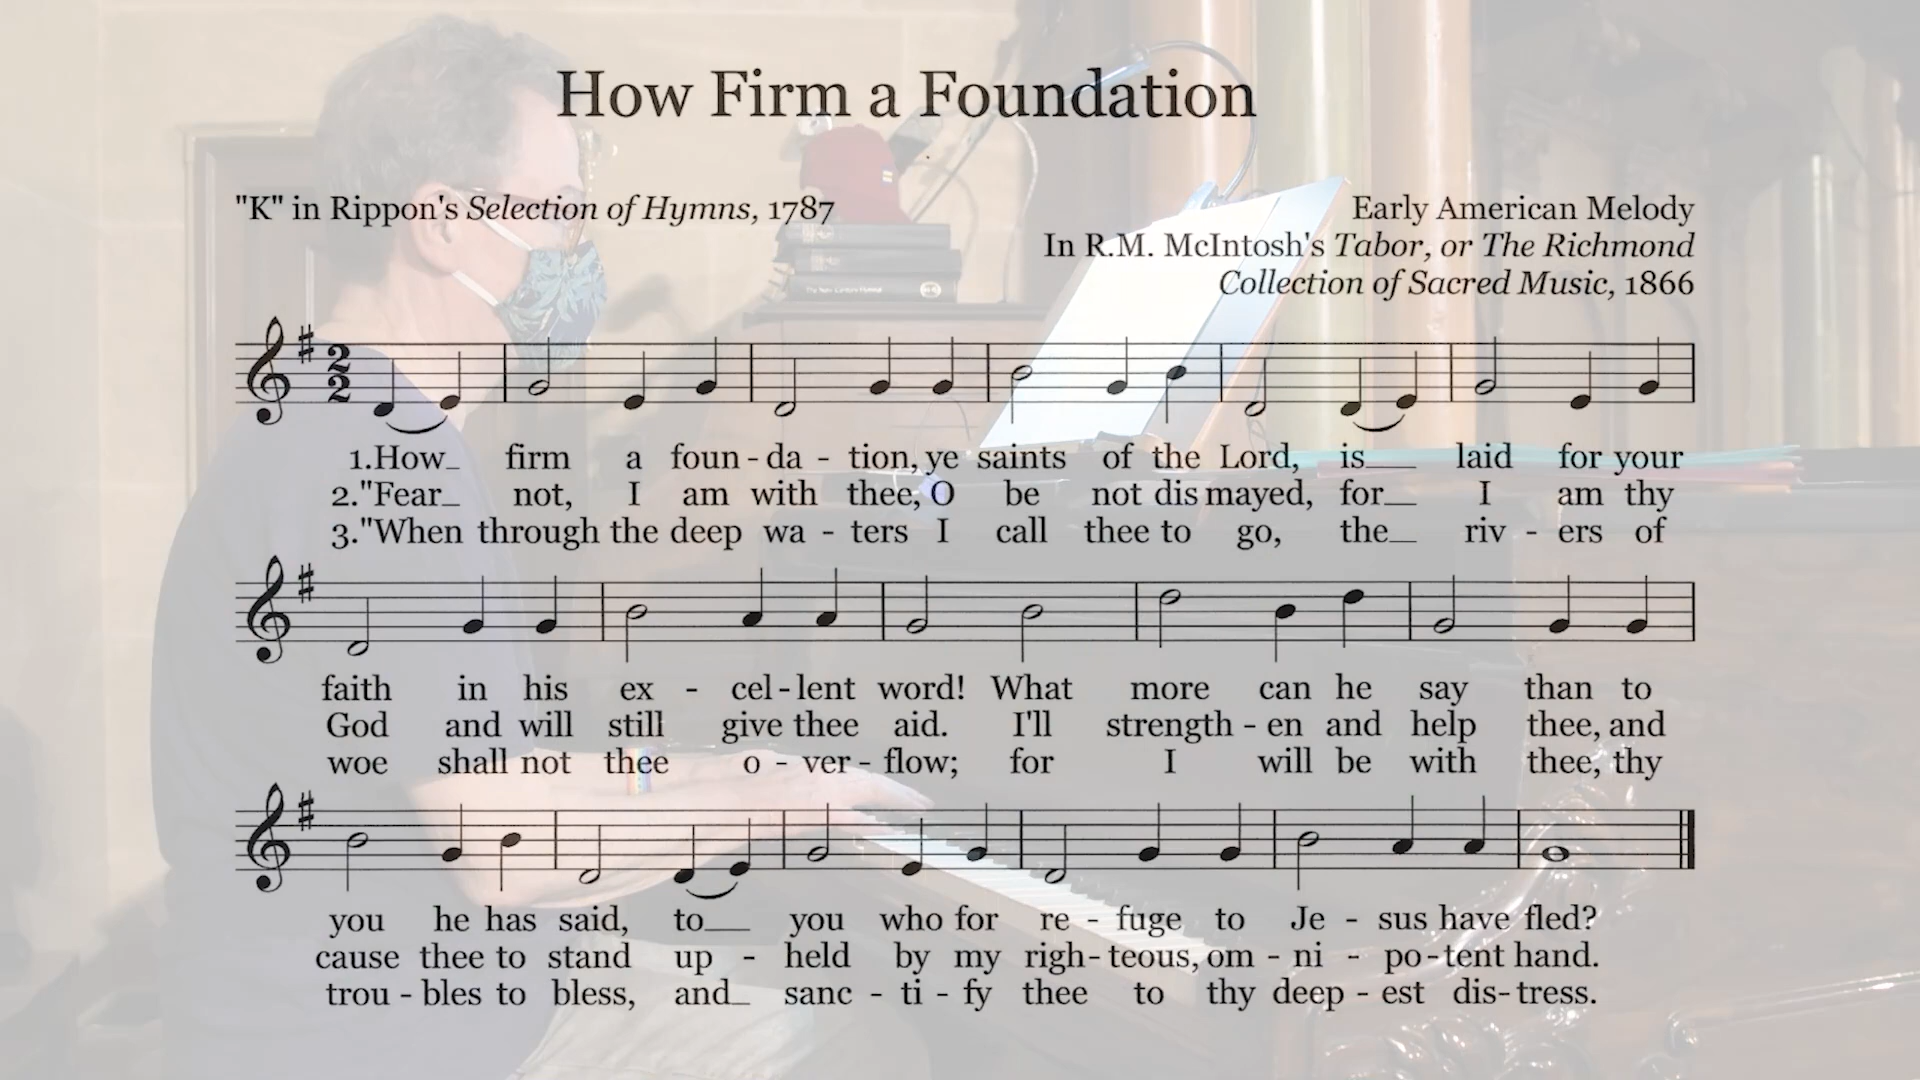 How Firm a Foundation
"K" in Rippon's Selection of Hymns, 1787
Early American Melody
In R.M. McIntosh's Tabor, or The Richmond
Collection of Sacred Music, 1866
1.How_ firm a foun - da - tion, ye saints of the Lord, is__ laid for your
2."Fear_ not, I am with thee, O be not dis mayed, for__ I am thy
3."When through the deep wa - ters I call thee to go, the__ riv - ers of
faith in his ex - cel - lent word! What more can he say than to
God and will still give thee aid. I'll strength - en and help thee, and
woe shall not thee o - ver - flow; for I will be with thee, thy
you he has said, to__ you who for re - fuge to Je - sus have fled?
cause thee to stand up - held by my righ - teous, om - ni - po - tent hand.
trou - bles to bless, and_ sanc - ti - fy thee to thy deep - est dis - tress.